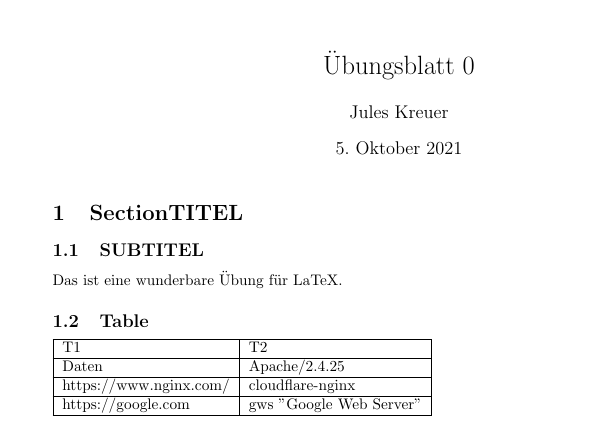 Übungsblatt 0
Jules Kreuer
5. Oktober 2021
1 SectionTITEL
1.1 SUBTITEL
Das ist eine wunderbare Übung für LaTeX.
1.2 Table
T1 T2
Daten Apache/2.4.25
https://www.nginx.com/ cloudflare-nginx
https://google.com gws ”Google Web Server”